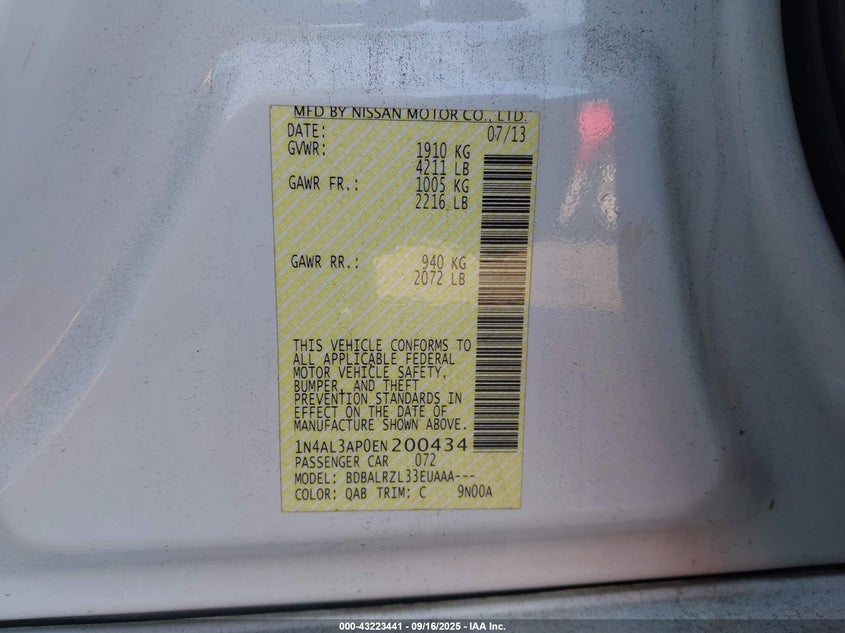 MFD BY NISSAN MOTOR CO., LTD.
DATE: 07/13
GVWR: 1910 KG
4211 LB
GAWR FR.: 1005 KG
2216 LB
GAWR RR.: 940 KG
2072 LB
THIS VEHICLE CONFORMS TO
ALL APPLICABLE FEDERAL
MOTOR VEHICLE SAFETY,
BUMPER, AND THEFT
PREVENTION STANDARDS IN
EFFECT ON THE DATE OF
MANUFACTURE SHOWN ABOVE.
1N4AL3AP0EN200434
PASSENGER CAR 072
MODEL: BDBALRZL33EUAAA---
COLOR: QAB TRIM: C 9N00A
000-43223441 - 09/16/2025 - IAA Inc.